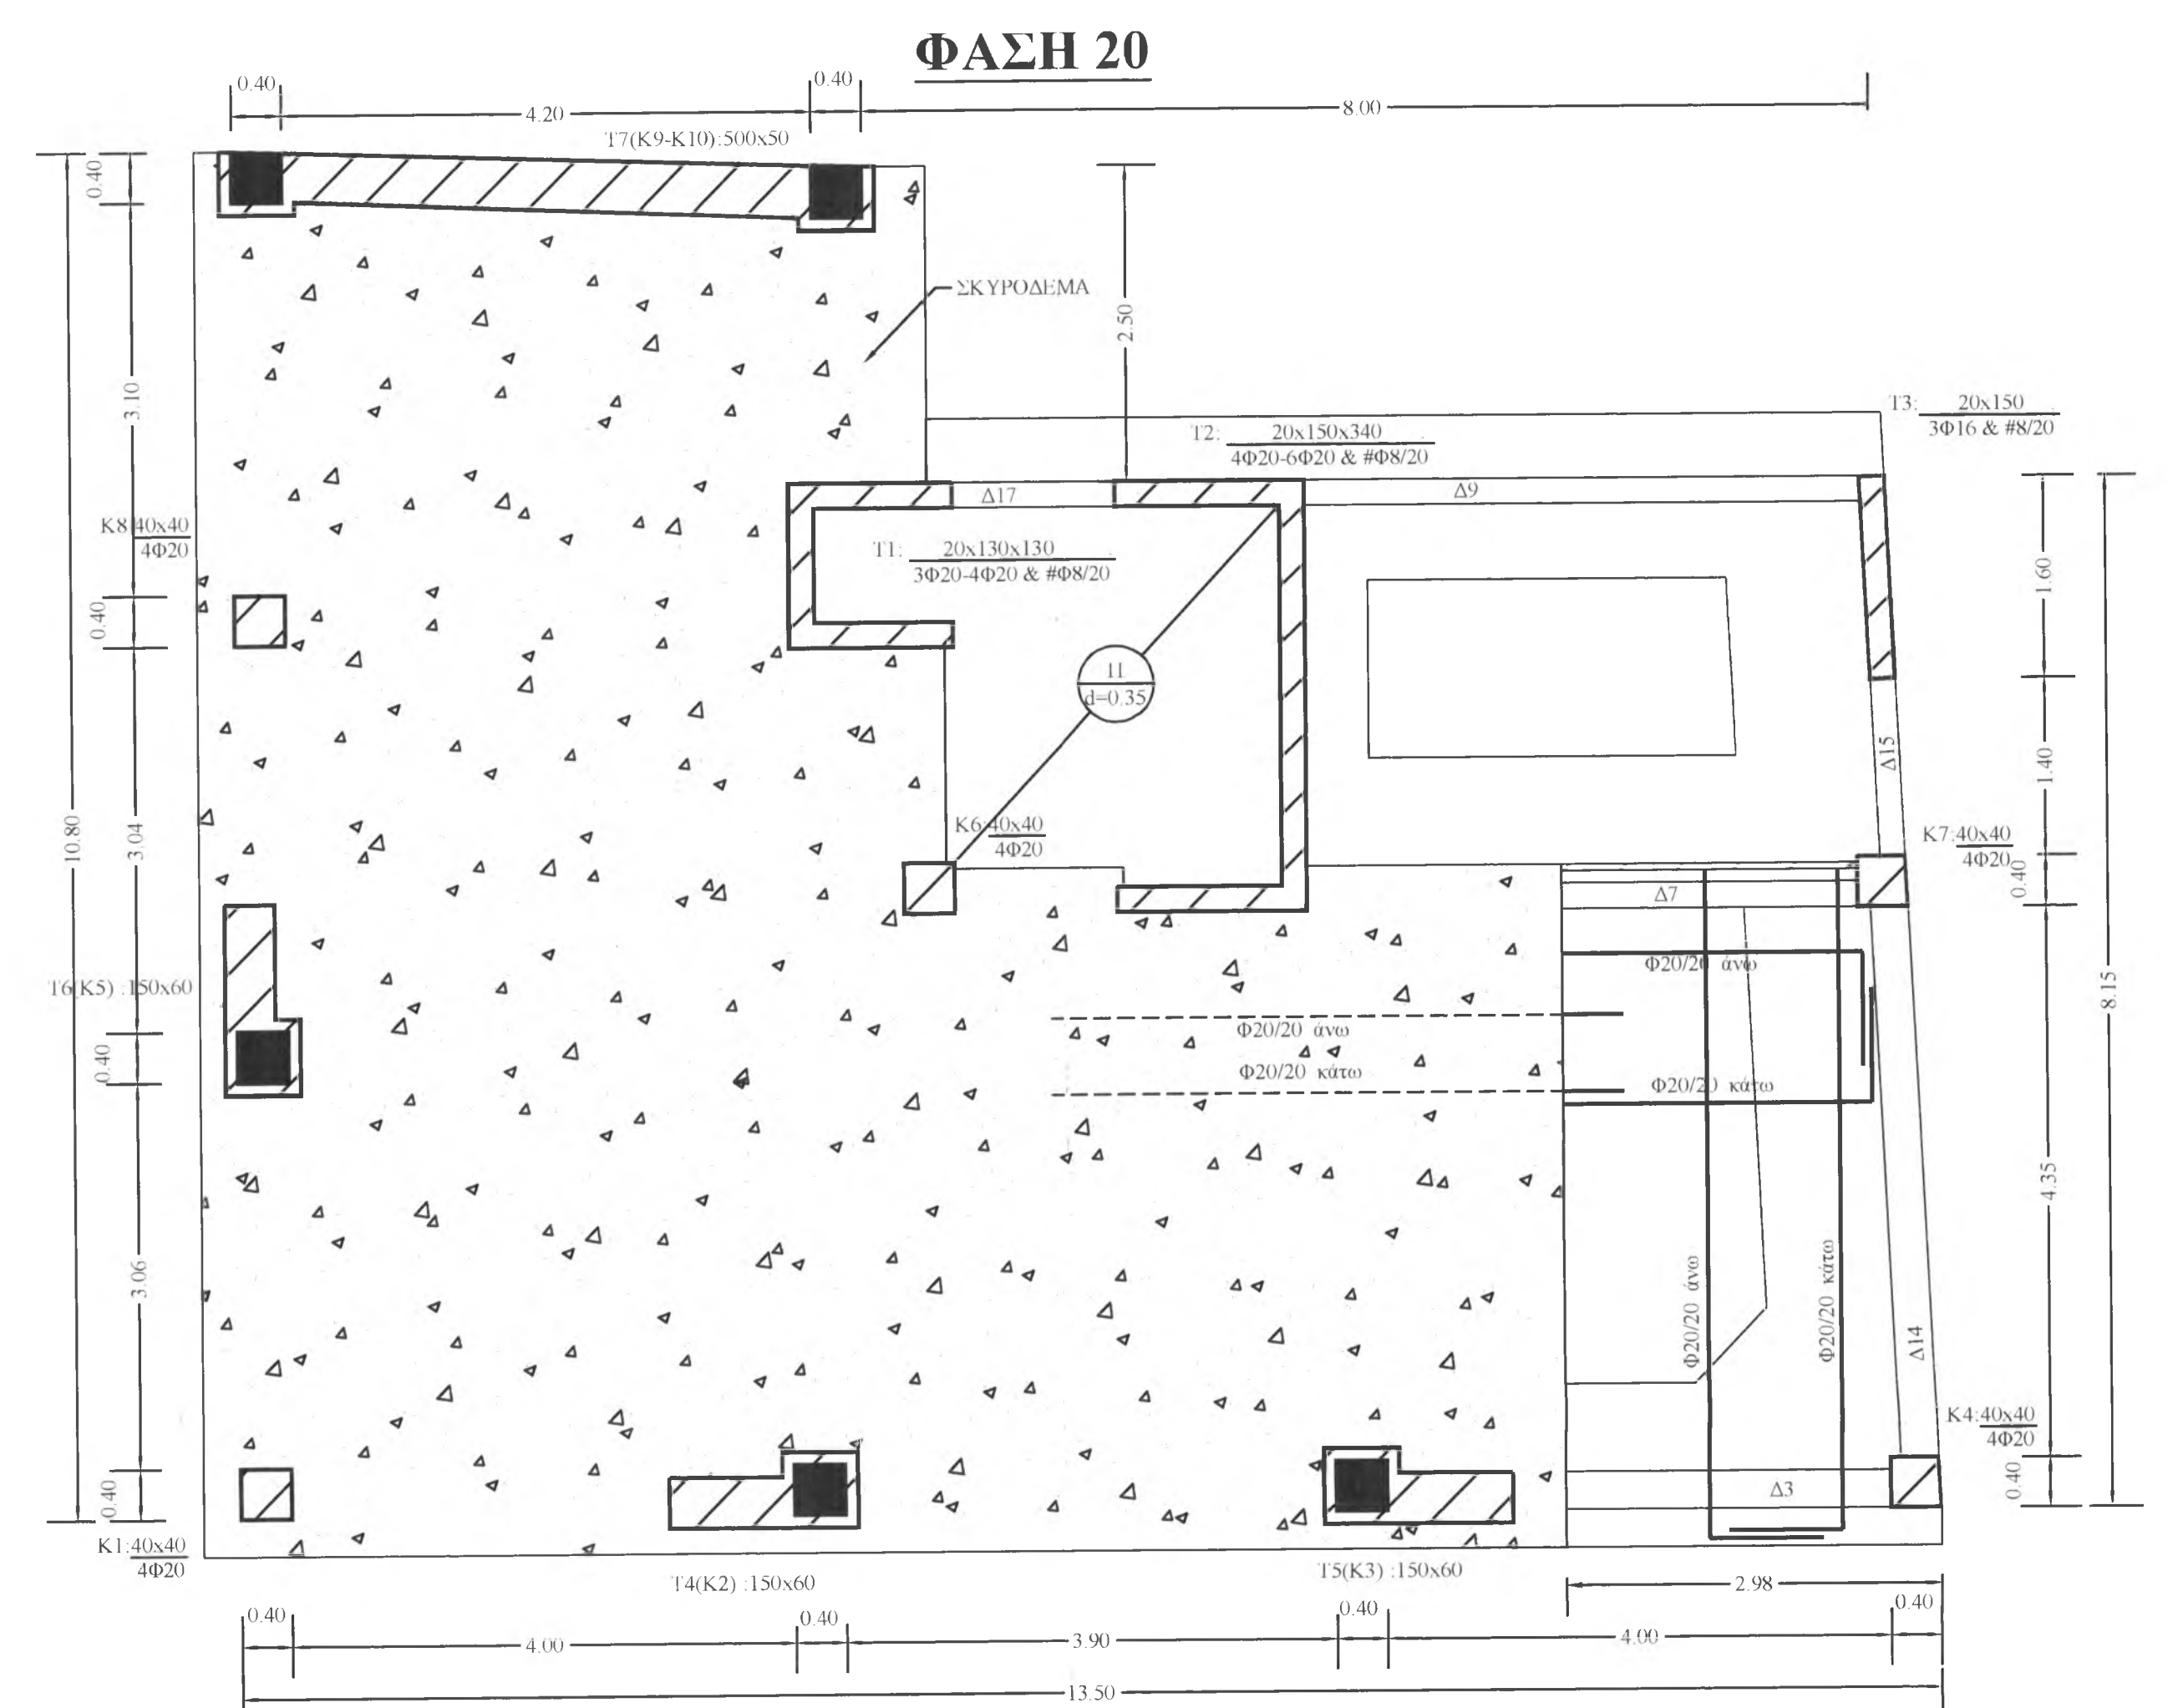 ΦΑΣΗ 20
0.40
0.40
4.20
8.00
T7(K9-K10):500x50
0.40
ΣΚΥΡΟΔΕΜΑ
2.50
3.10
T3: 20x150
3Φ16 & #8/20
T2: 20x150x340
4Φ20-6Φ20 & #Φ8/20
Δ17
Δ9
K8 40x40
4Φ20
T1: 20x130x130
3Φ20-4Φ20 & #Φ8/20
1.60
0.40
11
d=0.35
Δ15
1.40
10.80
3.04
K6:40x40
4Φ20
K7:40x40
4Φ20
0.40
Δ7
Φ20/20 άνω
T6(K5) :150x60
8.15
Φ20/20 άνω
0.40
Φ20/20 κάτω
Φ20/20 κάτω
4.35
3.06
Φ20/20 άνω
Φ20/20 κάτω
Δ14
K4:40x40
4Φ20
0.40
Δ3
0.40
K1:40x40
4Φ20
T4(K2) :150x60
T5(K3) :150x60
2.98
0.40
0.40
0.40
0.40
4.00
3.90
4.00
13.50